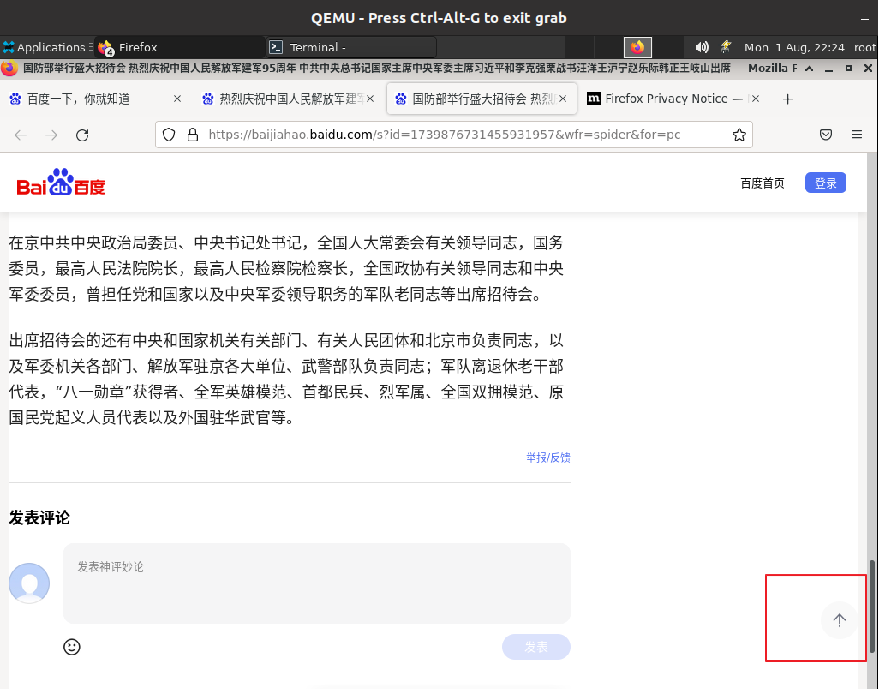 QEMU - Press Ctrl-Alt-G to exit grab
Applications
Firefox
Terminal -
Mon 1 Aug, 22:24
root
国防部举行盛大招待会 热烈庆祝中国人民解放军建军95周年 中共中央总书记国家主席中央军委主席习近平和李克强栗战书汪洋王沪宁赵乐际韩正王岐山出席
Mozilla F
百度一下，你就知道
热烈庆祝中国人民解放军建军
国防部举行盛大招待会 热烈
Firefox Privacy Notice —
https://baijiahao.baidu.com/s?id=1739876731455931957&wfr=spider&for=pc
Bai du 百度
百度首页
登录
在京中共中央政治局委员、中央书记处书记，全国人大常委会有关领导同志，国务
委员，最高人民法院院长，最高人民检察院检察长，全国政协有关领导同志和中央
军委委员，曾担任党和国家以及中央军委领导职务的军队老同志等出席招待会。
出席招待会的还有中央和国家机关有关部门、有关人民团体和北京市负责同志，以
及军委机关各部门、解放军驻京各大单位、武警部队负责同志；军队离退休老干部
代表，“八一勋章”获得者、全军英雄模范、首都民兵、烈军属、全国双拥模范、原
国民党起义人员代表以及外国驻华武官等。
举报/反馈
发表评论
发表神评妙论
发表